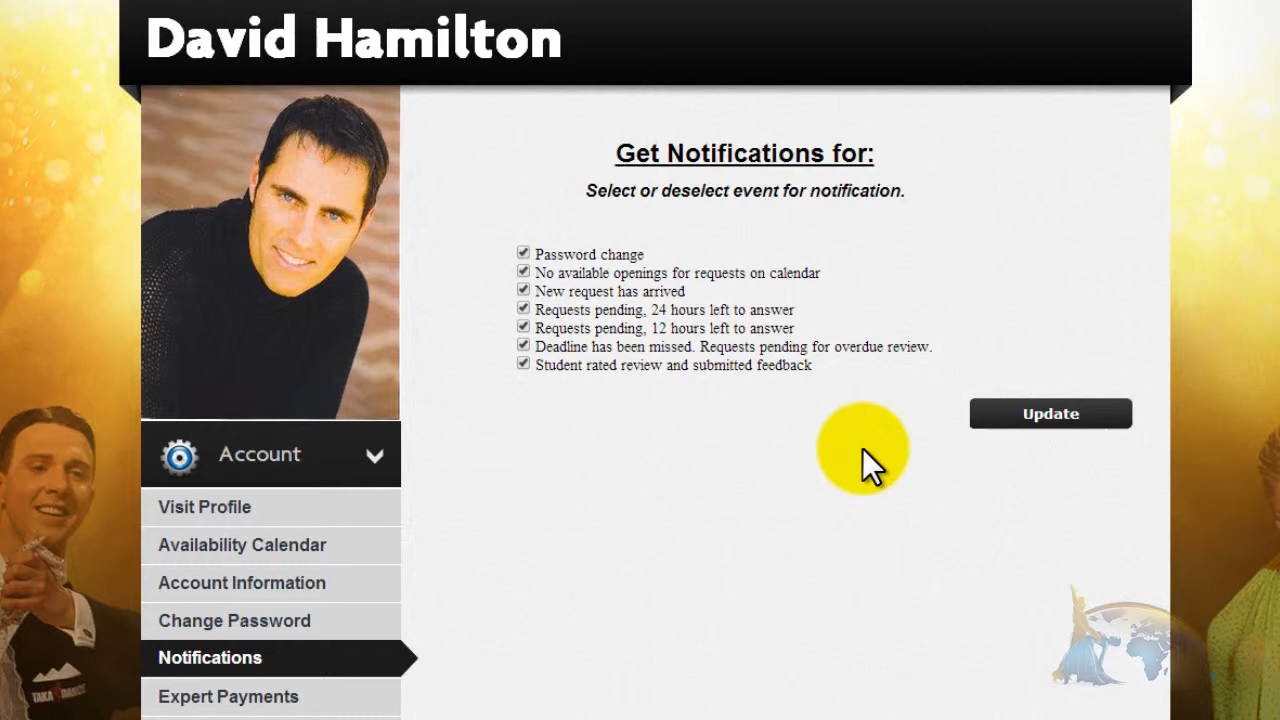 David Hamilton
Get Notifications for:
Select or deselect event for notification.
Password change
No available openings for requests on calendar
New request has arrived
Requests pending, 24 hours left to answer
Requests pending, 12 hours left to answer
Deadline has been missed. Requests pending for overdue review.
Student rated review and submitted feedback
Update
Account
Visit Profile
Availability Calendar
Account Information
Change Password
Notifications
Expert Payments
TAKA DANCE